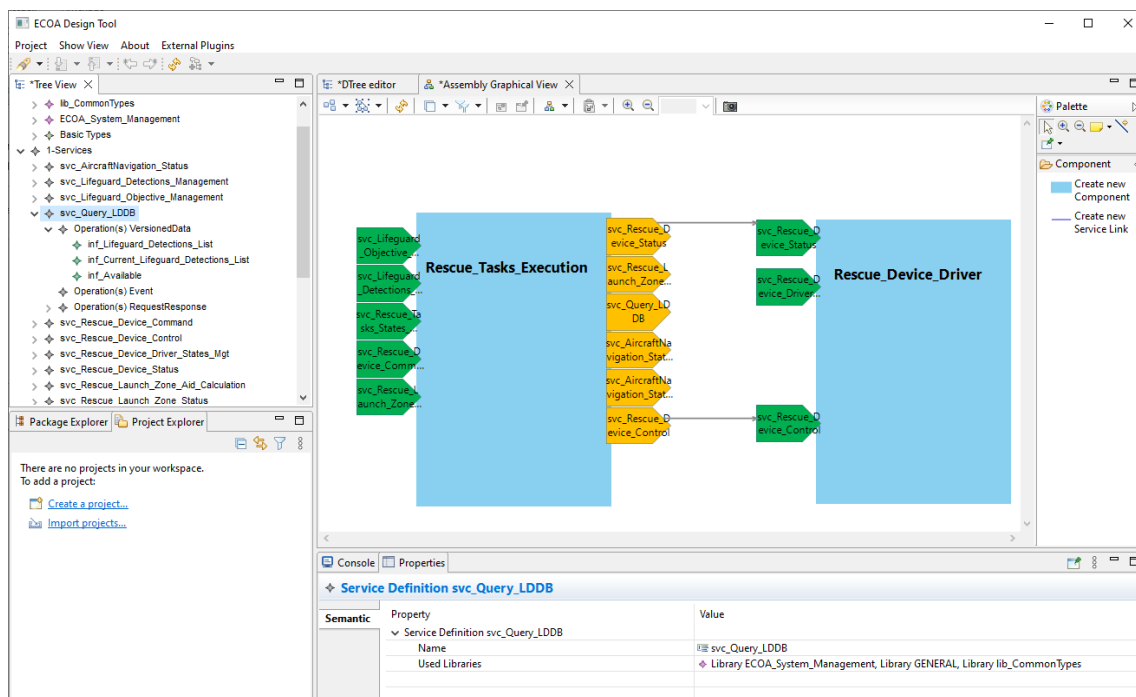 ECOA Design Tool
Project Show View About External Plugins
*Tree View
lib_CommonTypes
ECOA_System_Management
Basic Types
1-Services
svc_AircraftNavigation_Status
svc_Lifeguard_Detections_Management
svc_Lifeguard_Objective_Management
svc_Query_LDDB
Operation(s) VersionedData
inf_Lifeguard_Detections_List
inf_Current_Lifeguard_Detections_List
inf_Available
Operation(s) Event
Operation(s) RequestResponse
svc_Rescue_Device_Command
svc_Rescue_Device_Control
svc_Rescue_Device_Driver_States_Mgt
svc_Rescue_Device_Status
svc_Rescue_Launch_Zone_Aid_Calculation
svc_Rescue_Launch_Zone_Status
Package Explorer Project Explorer
There are no projects in your workspace.
To add a project:
Create a project...
Import projects...
*DTree editor *Assembly Graphical View
svc_Lifeguard
_Objective_...
svc_Lifeguard
_Detections_...
svc_Rescue_Ta
sks_States_...
svc_Rescue_D
evice_Comm...
svc_Rescue_L
aunch_Zone...
Rescue_Tasks_Execution
svc_Rescue_D
evice_Status
svc_Rescue_L
aunch_Zone...
svc_Query_LD
DB
svc_AircraftNa
vigation_Stat...
svc_AircraftNa
vigation_Stat...
svc_Rescue_D
evice_Control
svc_Rescue_D
evice_Status
svc_Rescue_D
evice_Driver...
svc_Rescue_D
evice_Control
Rescue_Device_Driver
Palette
Component
Create new
Component
Create new
Service Link
Console Properties
Service Definition svc_Query_LDDB
Semantic
Property Value
Service Definition svc_Query_LDDB
Name svc_Query_LDDB
Used Libraries Library ECOA_System_Management, Library GENERAL, Library lib_CommonTypes